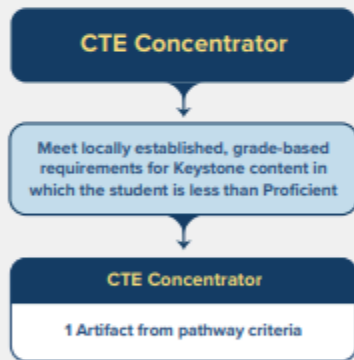 CTE Concentrator
Meet locally established, grade-based
requirements for Keystone content in
which the student is less than Proficient
CTE Concentrator
1 Artifact from pathway criteria